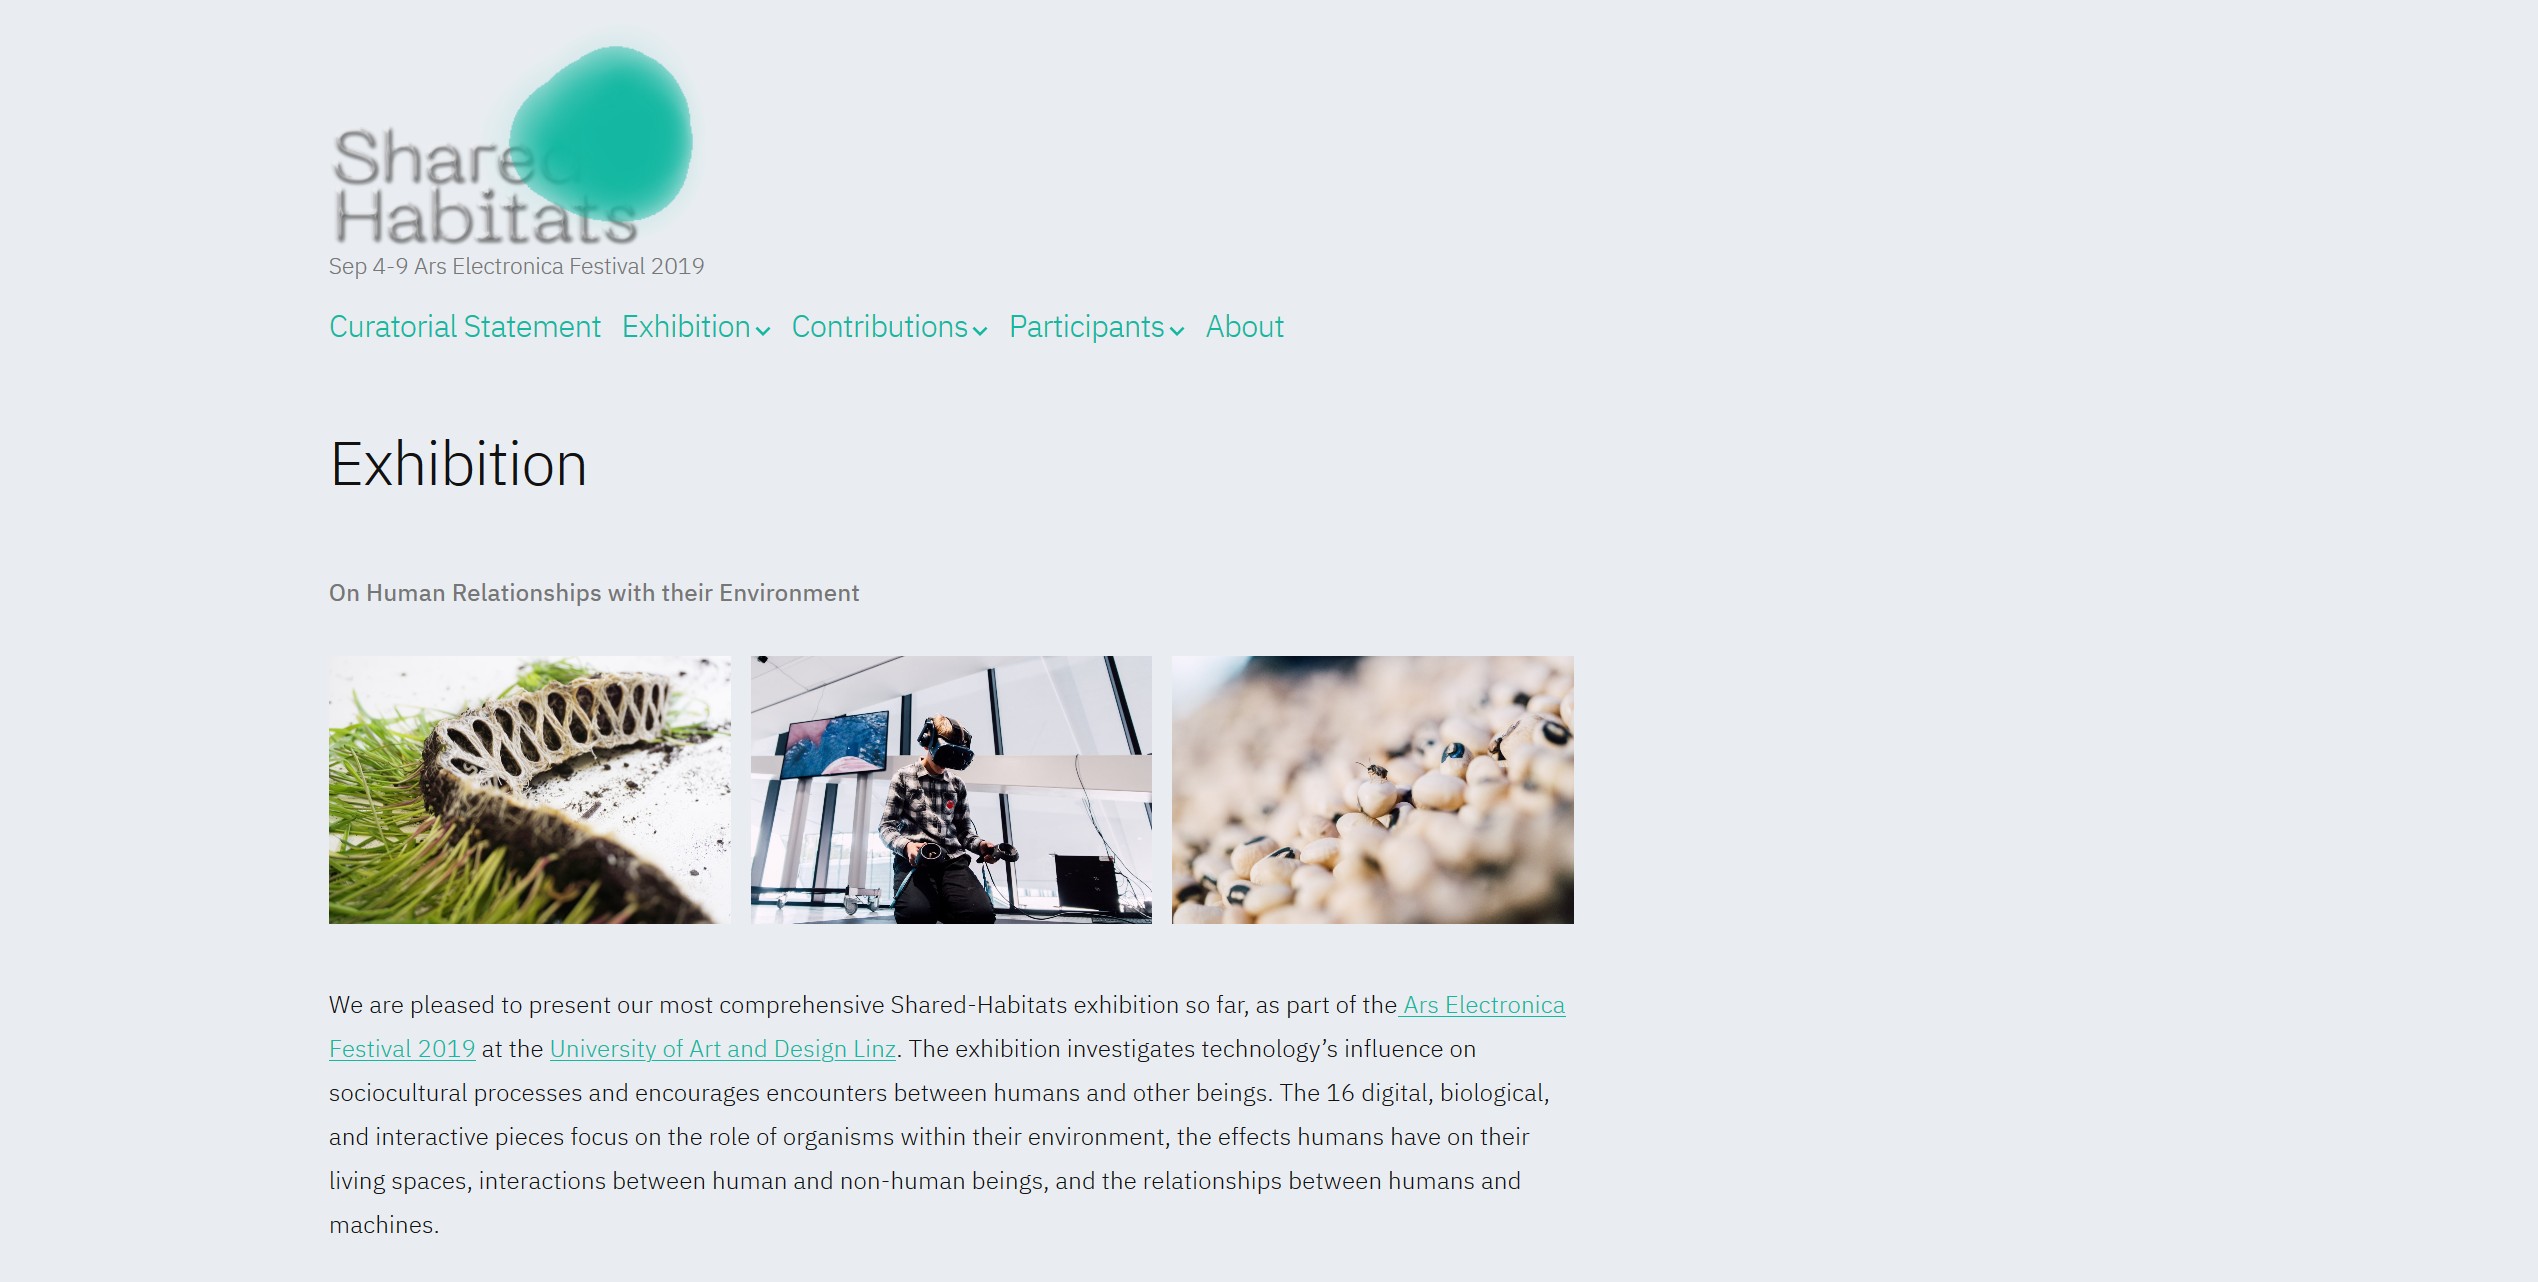 Shared
Habitats
Sep 4-9 Ars Electronica Festival 2019
Curatorial Statement Exhibition Contributions Participants About
Exhibition
On Human Relationships with their Environment
We are pleased to present our most comprehensive Shared-Habitats exhibition so far, as part of the Ars Electronica
Festival 2019 at the University of Art and Design Linz. The exhibition investigates technology’s influence on
sociocultural processes and encourages encounters between humans and other beings. The 16 digital, biological,
and interactive pieces focus on the role of organisms within their environment, the effects humans have on their
living spaces, interactions between human and non-human beings, and the relationships between humans and
machines.